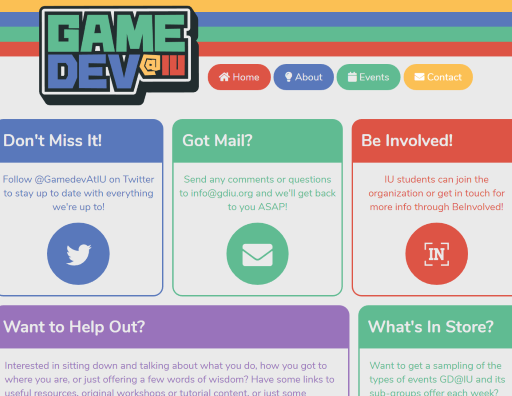 GAME
DEV@IU
Home About Events Contact
Don't Miss It!
Follow @GamedevAtIU on Twitter
to stay up to date with everything
we're up to!
Got Mail?
Send any comments or questions
to info@gdiu.org and we'll get back
to you ASAP!
Be Involved!
IU students can join the
organization or get in touch for
more info through BeInvolved!
IN
Want to Help Out?
Interested in sitting down and talking about what you do, how you got to
where you are, or just offering a few words of wisdom? Have some links to
useful resources, original workshops or tutorial content, or just some
What's In Store?
Want to get a sampling of the
types of events GD@IU and its
sub-groups offer each week?